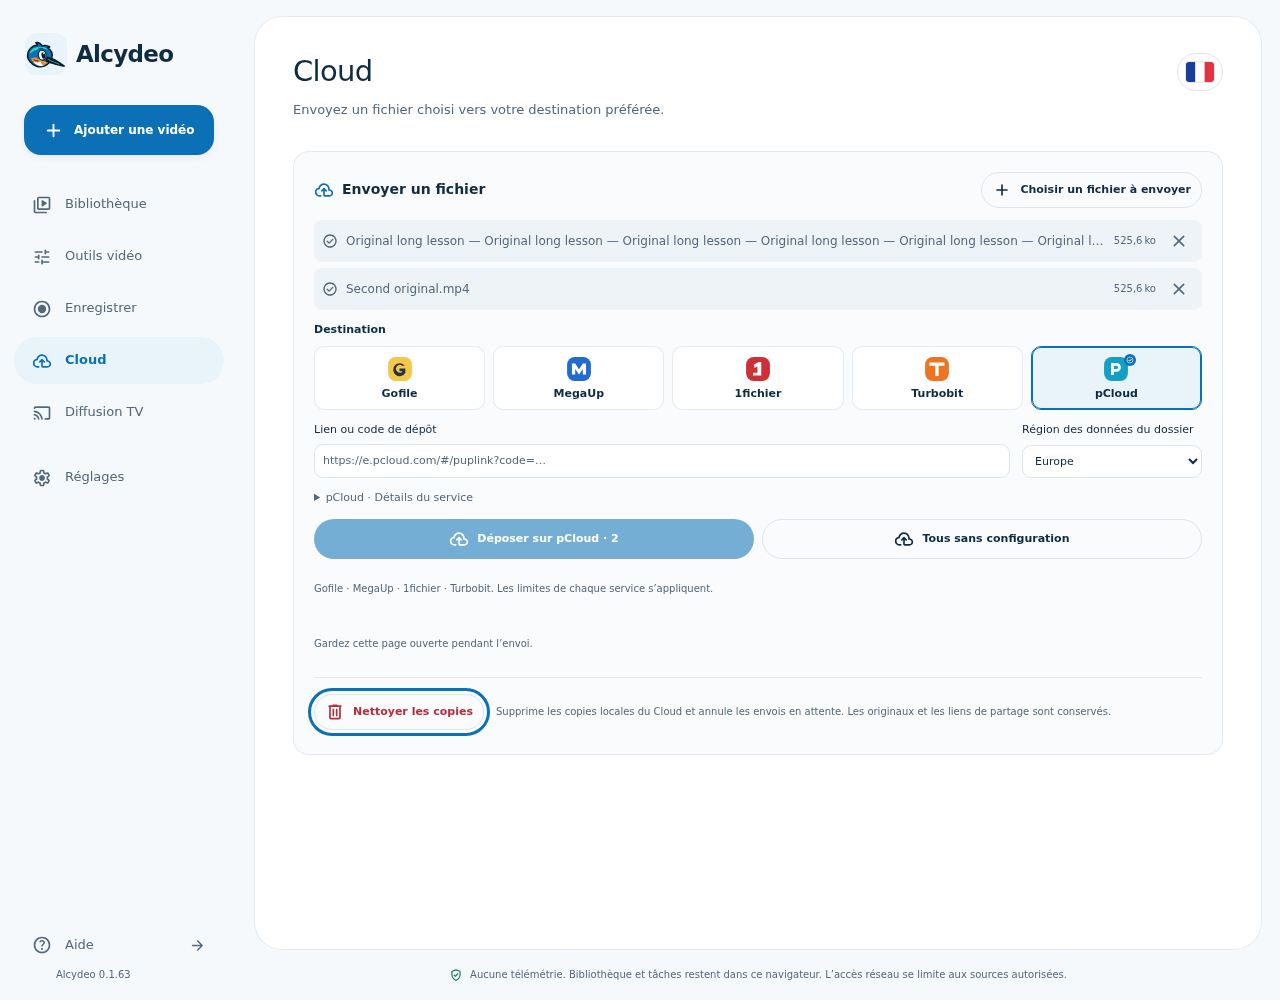 Alcydeo
Ajouter une vidéo
Bibliothèque
Outils vidéo
Enregistrer
Cloud
Diffusion TV
Réglages
Aide
Alcydeo 0.1.63
Cloud
Envoyez un fichier choisi vers votre destination préférée.
Envoyer un fichier
Choisir un fichier à envoyer
Original long lesson — Original long lesson — Original long lesson — Original long lesson — Original long lesson — Original l… 525,6 ko
Second original.mp4 525,6 ko
Destination
Gofile
MegaUp
1fichier
Turbobit
pCloud
Lien ou code de dépôt
Région des données du dossier
https://e.pcloud.com/#/puplink?code=…
Europe
pCloud · Détails du service
Déposer sur pCloud · 2
Tous sans configuration
Gofile · MegaUp · 1fichier · Turbobit. Les limites de chaque service s’appliquent.
Gardez cette page ouverte pendant l’envoi.
Nettoyer les copies
Supprime les copies locales du Cloud et annule les envois en attente. Les originaux et les liens de partage sont conservés.
Aucune télémétrie. Bibliothèque et tâches restent dans ce navigateur. L’accès réseau se limite aux sources autorisées.